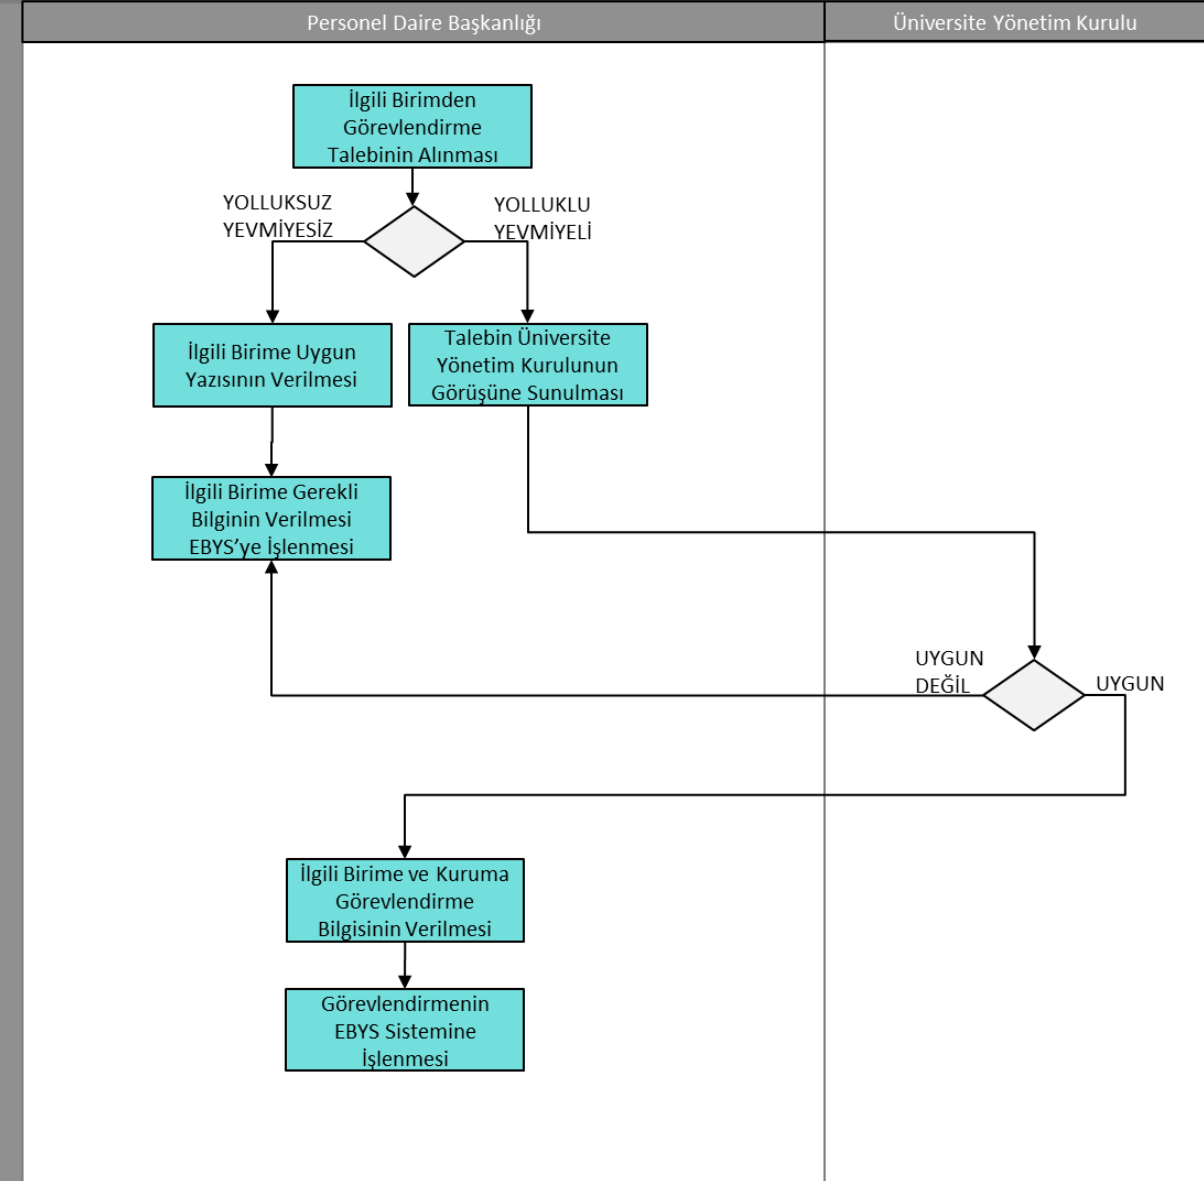 Personel Daire Başkanlığı
Üniversite Yönetim Kurulu
İlgili Birimden
Görevlendirme
Talebinin Alınması
YOLLUKSUZ
YEVMİYESİZ
YOLLUKLU
YEVMİYELİ
İlgili Birime Uygun
Yazısının Verilmesi
Talebin Üniversite
Yönetim Kurulunun
Görüşüne Sunulması
İlgili Birime Gerekli
Bilginin Verilmesi
EBYS’ye İşlenmesi
UYGUN
DEĞİL
UYGUN
İlgili Birime ve Kuruma
Görevlendirme
Bilgisinin Verilmesi
Görevlendirmenin
EBYS Sistemine
İşlenmesi